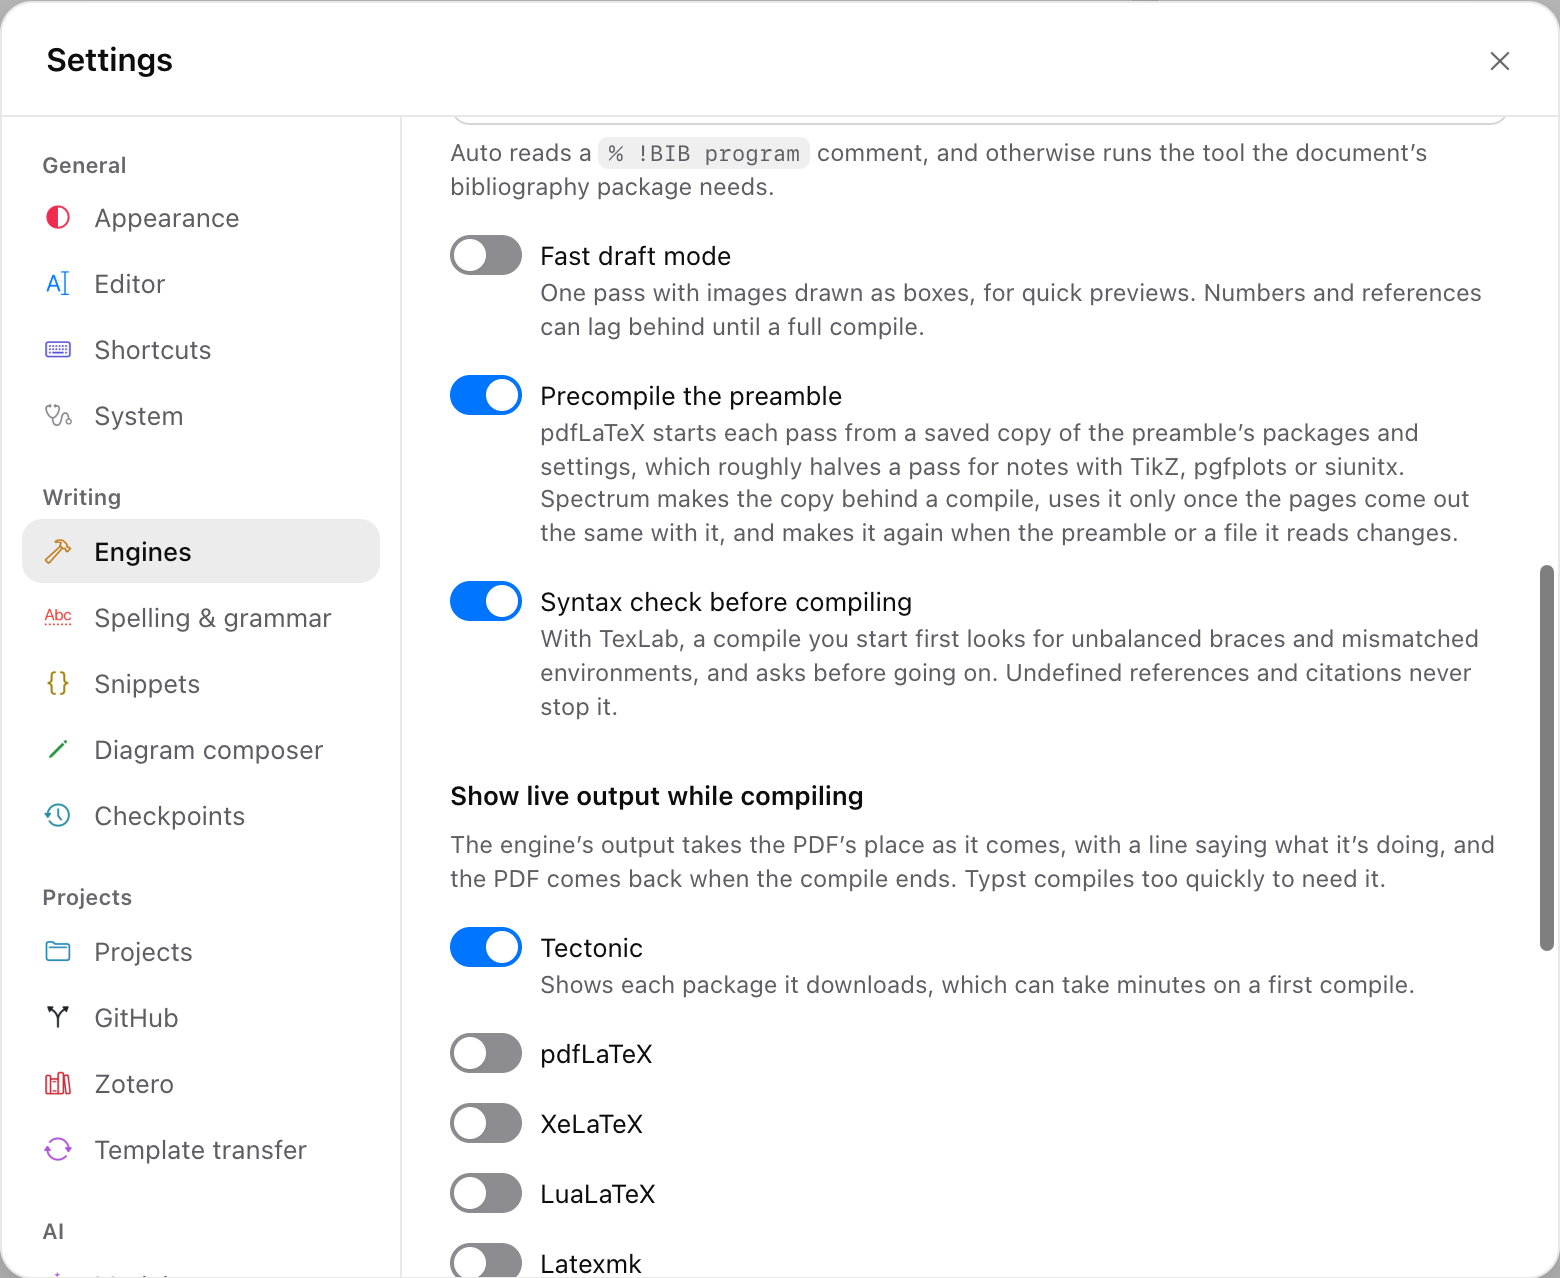 Settings
General
Appearance
Editor
Shortcuts
System
Writing
Engines
Abc
Spelling & grammar
Snippets
Diagram composer
Checkpoints
Projects
Projects
GitHub
Zotero
Template transfer
AI
Auto reads a % !BIB program comment, and otherwise runs the tool the document’s
bibliography package needs.
Fast draft mode
One pass with images drawn as boxes, for quick previews. Numbers and references
can lag behind until a full compile.
Precompile the preamble
pdfLaTeX starts each pass from a saved copy of the preamble’s packages and
settings, which roughly halves a pass for notes with TikZ, pgfplots or siunitx.
Spectrum makes the copy behind a compile, uses it only once the pages come out
the same with it, and makes it again when the preamble or a file it reads changes.
Syntax check before compiling
With TexLab, a compile you start first looks for unbalanced braces and mismatched
environments, and asks before going on. Undefined references and citations never
stop it.
Show live output while compiling
The engine’s output takes the PDF’s place as it comes, with a line saying what it’s doing, and
the PDF comes back when the compile ends. Typst compiles too quickly to need it.
Tectonic
Shows each package it downloads, which can take minutes on a first compile.
pdfLaTeX
XeLaTeX
LuaLaTeX
Latexmk